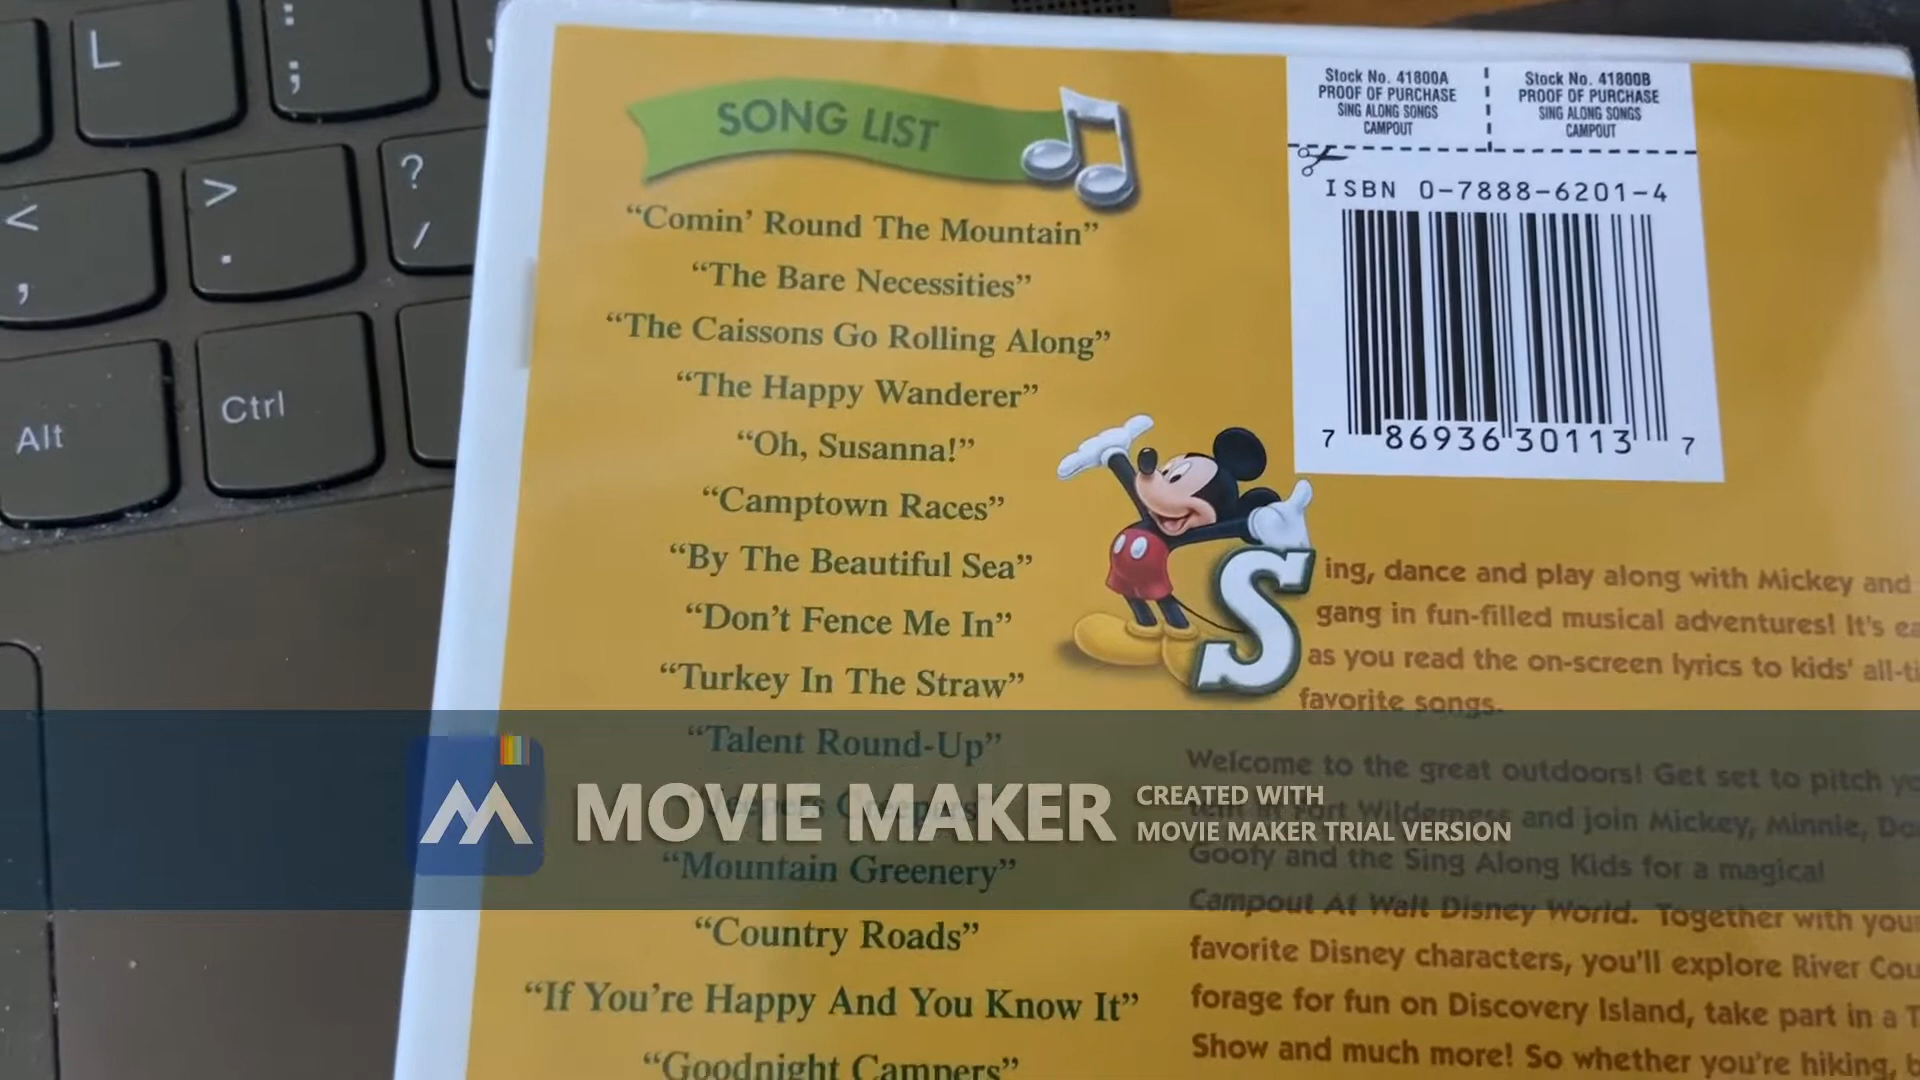 L
:
;
<
,
>
.
?
/
Alt
Ctrl
SONG LIST
“Comin’ Round The Mountain”
“The Bare Necessities”
“The Caissons Go Rolling Along”
“The Happy Wanderer”
“Oh, Susanna!”
“Camptown Races”
“By The Beautiful Sea”
“Don’t Fence Me In”
“Turkey In The Straw”
“Talent Round-Up”
“Jeepers Creepers”
“Mountain Greenery”
“Country Roads”
“If You’re Happy And You Know It”
“Goodnight Campers”
Stock No. 41800A
PROOF OF PURCHASE
SING ALONG SONGS
CAMPOUT
Stock No. 41800B
PROOF OF PURCHASE
SING ALONG SONGS
CAMPOUT
ISBN 0-7888-6201-4
7 86936 30113 7
Sing, dance and play along with Mickey and
gang in fun-filled musical adventures! It's
as you read the on-screen lyrics to kids'
favorite songs.
Welcome to the great outdoors! Get set to pitch
Fort Wilderness and join Mickey, Minnie,
Goofy and the Sing Along Kids for a magical
Campout At Walt Disney World. Together with
favorite Disney characters, you'll explore River
forage for fun on Discovery Island, take part in a
Show and much more! So whether you're hiking,
MOVIE MAKER
CREATED WITH
MOVIE MAKER TRIAL VERSION